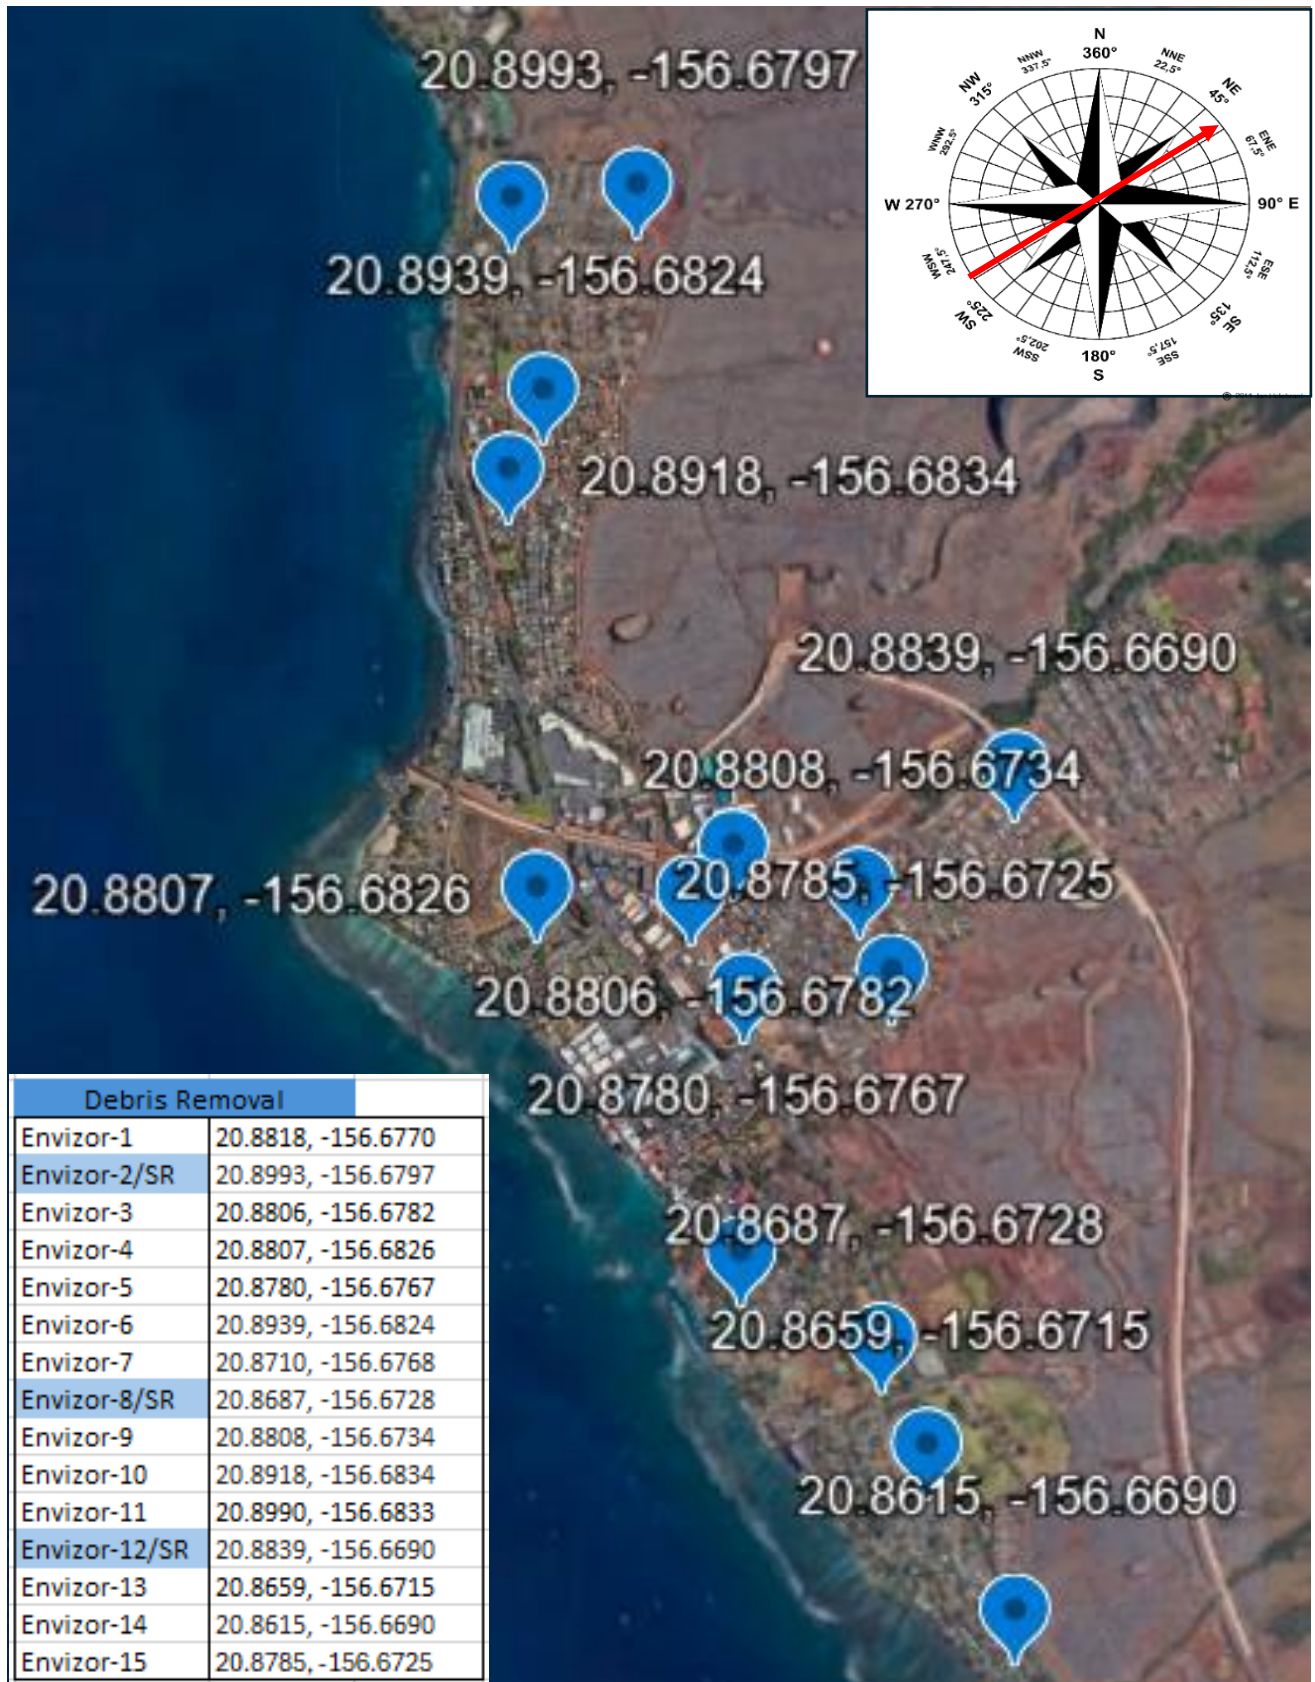 20.8993, -156.6797
20.8939, -156.6824
20.8918, -156.6834
20.8839, -156.6690
20.8808, -156.6734
20.8785, -156.6725
20.8807, -156.6826
20.8806, -156.6782
20.8780, -156.6767
20.8687, -156.6728
20.8659, -156.6715
20.8615, -156.6690
N
360°
NNE
22,5°
NE
45°
ENE
67,5°
90° E
ESE
112,5°
SE
135°
SSE
157,5°
180°
S
SSW
202,5°
SW
225°
WSW
247,5°
W 270°
WNW
292,5°
NW
315°
NNW
337,5°
Debris Removal
Envizor-1 20.8818, -156.6770
Envizor-2/SR 20.8993, -156.6797
Envizor-3 20.8806, -156.6782
Envizor-4 20.8807, -156.6826
Envizor-5 20.8780, -156.6767
Envizor-6 20.8939, -156.6824
Envizor-7 20.8710, -156.6768
Envizor-8/SR 20.8687, -156.6728
Envizor-9 20.8808, -156.6734
Envizor-10 20.8918, -156.6834
Envizor-11 20.8990, -156.6833
Envizor-12/SR 20.8839, -156.6690
Envizor-13 20.8659, -156.6715
Envizor-14 20.8615, -156.6690
Envizor-15 20.8785, -156.6725